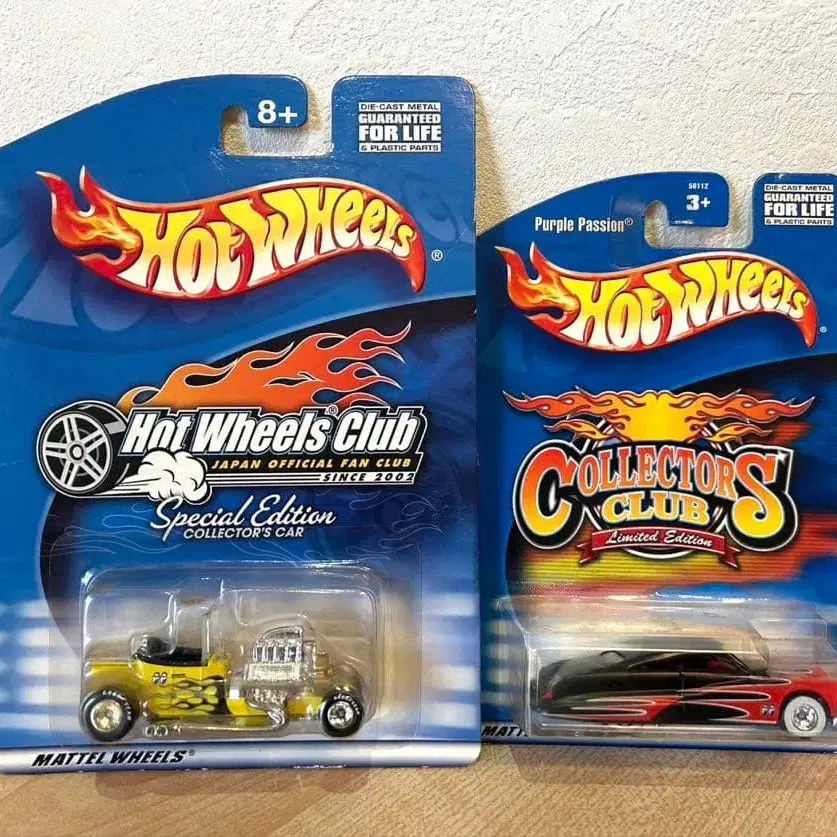 8+
DIE-CAST METAL
GUARANTEED
FOR LIFE
& PLASTIC PARTS
HOT WHEELS®
Hot Wheels® Club
JAPAN OFFICIAL FAN CLUB
SINCE 2002
Special Edition
COLLECTOR'S CAR
MATTEL WHEELS™
56112
3+
Purple Passion®
DIE-CAST METAL
GUARANTEED
FOR LIFE
& PLASTIC PARTS
HOT WHEELS®
COLLECTORS
CLUB
Limited Edition